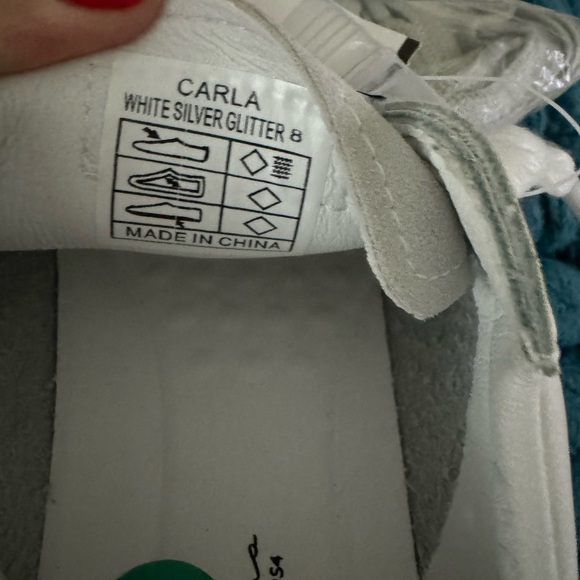 CARLA
WHITE SILVER GLITTER 8
MADE IN CHINA